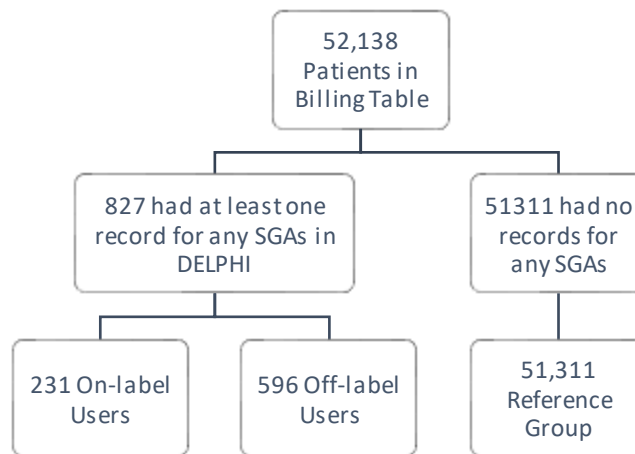 52,138
Patients in
Billing Table
827 had at least one
record for any SGAs in
DELPHI
51311 had no
records for
any SGAs
231 On-label
Users
596 Off-label
Users
51,311
Reference
Group